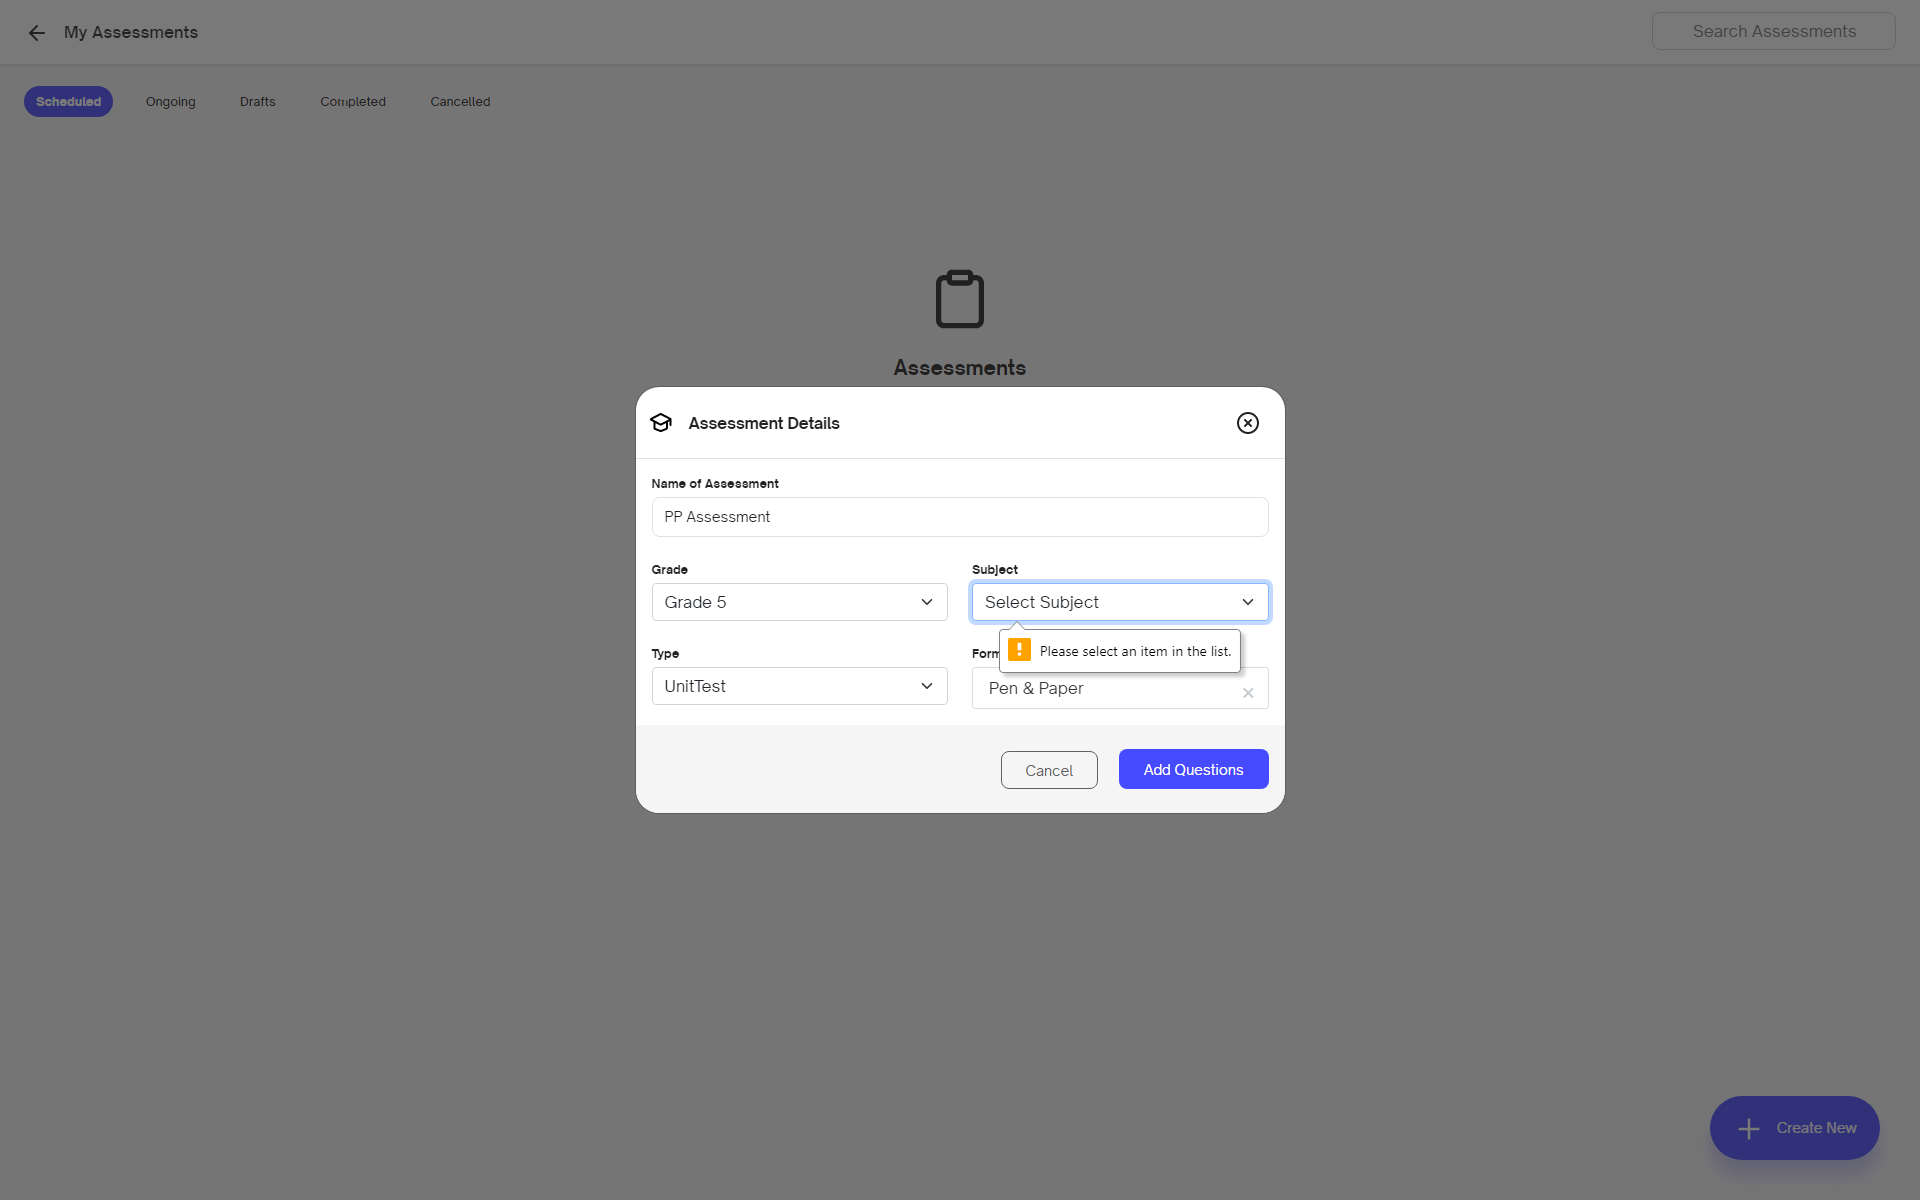 My Assessments
Search Assessments
Scheduled
Ongoing
Drafts
Completed
Cancelled
Assessments
Assessment Details
Name of Assessment
PP Assessment
Grade
Subject
Grade 5
Select Subject
Please select an item in the list.
Type
Form
UnitTest
Pen & Paper
Cancel
Add Questions
Create New